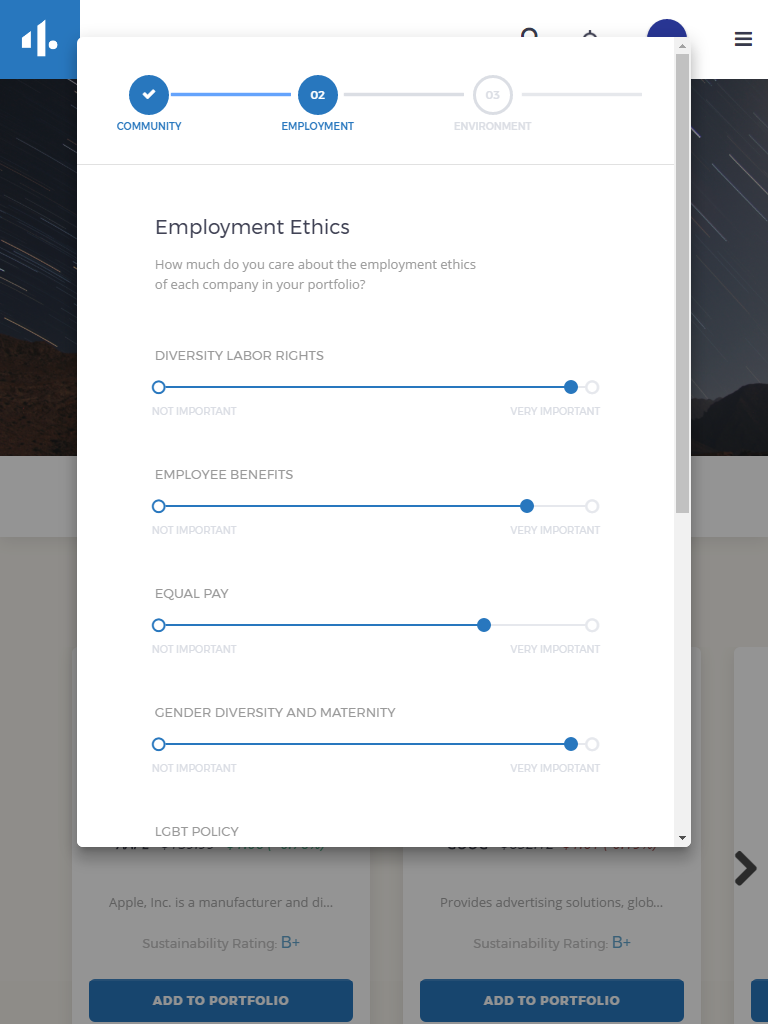 02
03
COMMUNITY
EMPLOYMENT
ENVIRONMENT
Employment Ethics
How much do you care about the employment ethics
of each company in your portfolio?
DIVERSITY LABOR RIGHTS
NOT IMPORTANT
VERY IMPORTANT
EMPLOYEE BENEFITS
NOT IMPORTANT
VERY IMPORTANT
EQUAL PAY
NOT IMPORTANT
VERY IMPORTANT
GENDER DIVERSITY AND MATERNITY
NOT IMPORTANT
VERY IMPORTANT
LGBT POLICY
Apple, Inc. is a manufacturer and di...
Provides advertising solutions, glob...
Sustainability Rating: B+
Sustainability Rating: B+
ADD TO PORTFOLIO
ADD TO PORTFOLIO